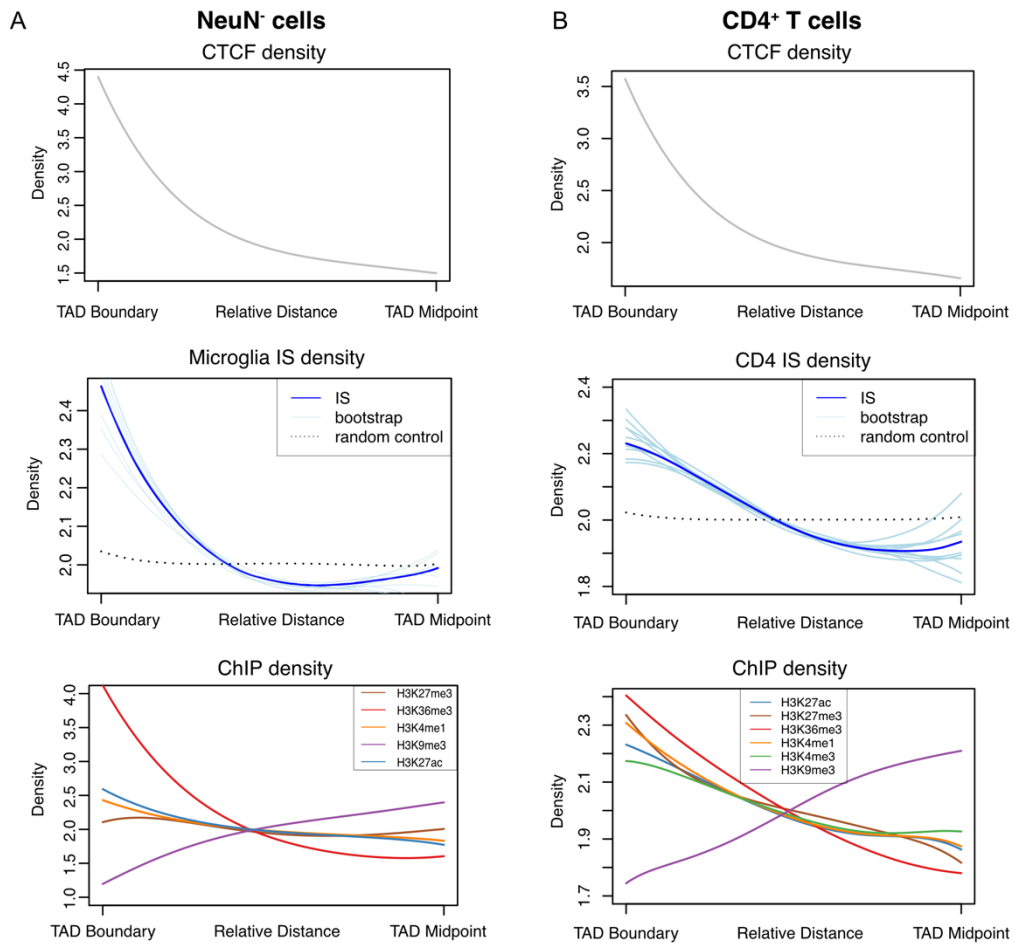 A
NeuN⁻ cells
CTCF density
Density
4.5
4.0
3.5
3.0
2.5
2.0
1.5
TAD Boundary Relative Distance TAD Midpoint
Microglia IS density
Density
2.4
2.3
2.2
2.1
2.0
IS
bootstrap
random control
TAD Boundary Relative Distance TAD Midpoint
ChIP density
Density
4.0
3.5
3.0
2.5
2.0
1.5
1.0
H3K27me3
H3K36me3
H3K4me1
H3K9me3
H3K27ac
TAD Boundary Relative Distance TAD Midpoint
B
CD4⁺ T cells
CTCF density
Density
3.5
3.0
2.5
2.0
TAD Boundary Relative Distance TAD Midpoint
CD4 IS density
Density
2.4
2.2
2.0
1.8
IS
bootstrap
random control
TAD Boundary Relative Distance TAD Midpoint
ChIP density
Density
2.3
2.1
1.9
1.7
H3K27ac
H3K27me3
H3K36me3
H3K4me1
H3K4me3
H3K9me3
TAD Boundary Relative Distance TAD Midpoint